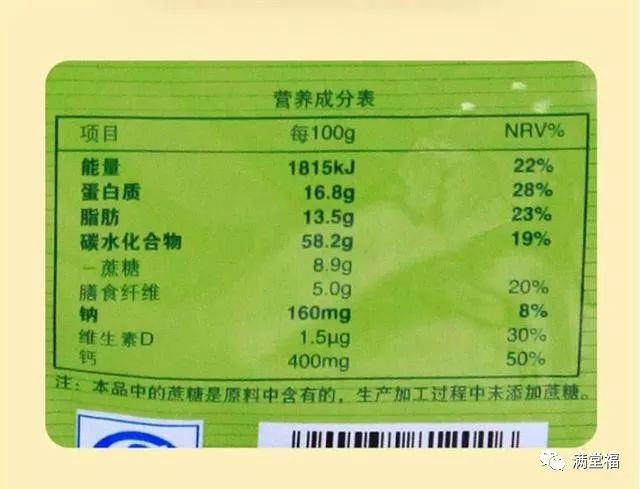 营养成分表
项目 每100g NRV%
能量 1815kJ 22%
蛋白质 16.8g 28%
脂肪 13.5g 23%
碳水化合物 58.2g 19%
－蔗糖 8.9g
膳食纤维 5.0g 20%
钠 160mg 8%
维生素D 1.5μg 30%
钙 400mg 50%
注：本品中的蔗糖是原料中含有的，生产加工过程中末添加蔗糖。
满堂福